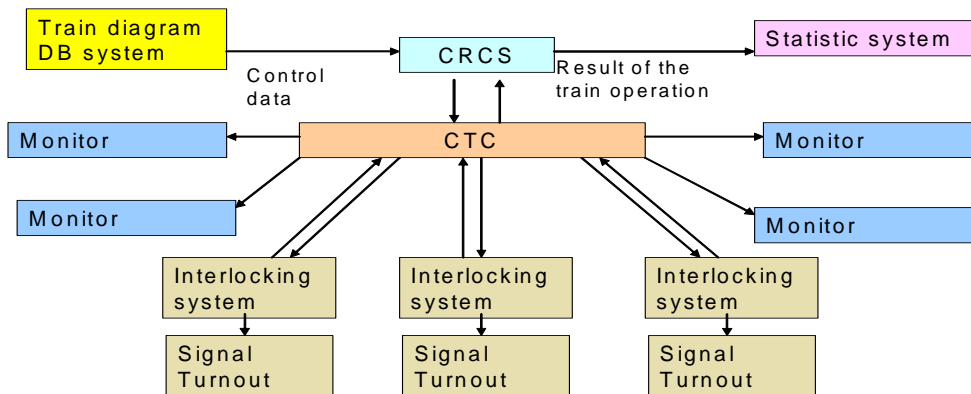 Train diagram
DB system
CRCS
Statistic system
Control
data
Result of the
train operation
Monitor
CTC
Monitor
Monitor
Monitor
Interlocking
system
Interlocking
system
Interlocking
system
Signal
Turnout
Signal
Turnout
Signal
Turnout